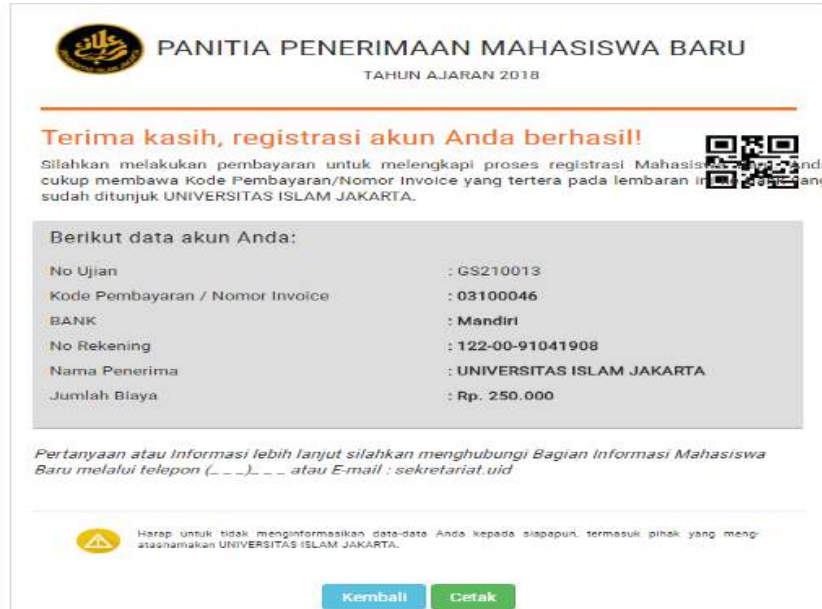 PANITIA PENERIMAAN MAHASISWA BARU
TAHUN AJARAN 2018
Terima kasih, registrasi akun Anda berhasil!
Silahkan melakukan pembayaran untuk melengkapi proses registrasi
cukup membawa Kode Pembayaran/Nomor Invoice yang tertera pada lembaran
sudah ditunjuk UNIVERSITAS ISLAM JAKARTA.
Berikut data akun Anda:
No Ujian : GS210013
Kode Pembayaran / Nomor Invoice : 03100046
BANK : Mandiri
No Rekening : 122-00-91041908
Nama Penerima : UNIVERSITAS ISLAM JAKARTA
Jumlah Biaya : Rp. 250.000
Pertanyaan atau Informasi lebih lanjut silahkan menghubungi Bagian Informasi Mahasiswa
Baru melalui telepon (_ _ _)_ _ _ atau E-mail : sekretariat.uid
Harap untuk tidak menginformasikan data-data Anda kepada siapapun, termasuk pihak yang meng-
atasnamakan UNIVERSITAS ISLAM JAKARTA.
Kembali Cetak